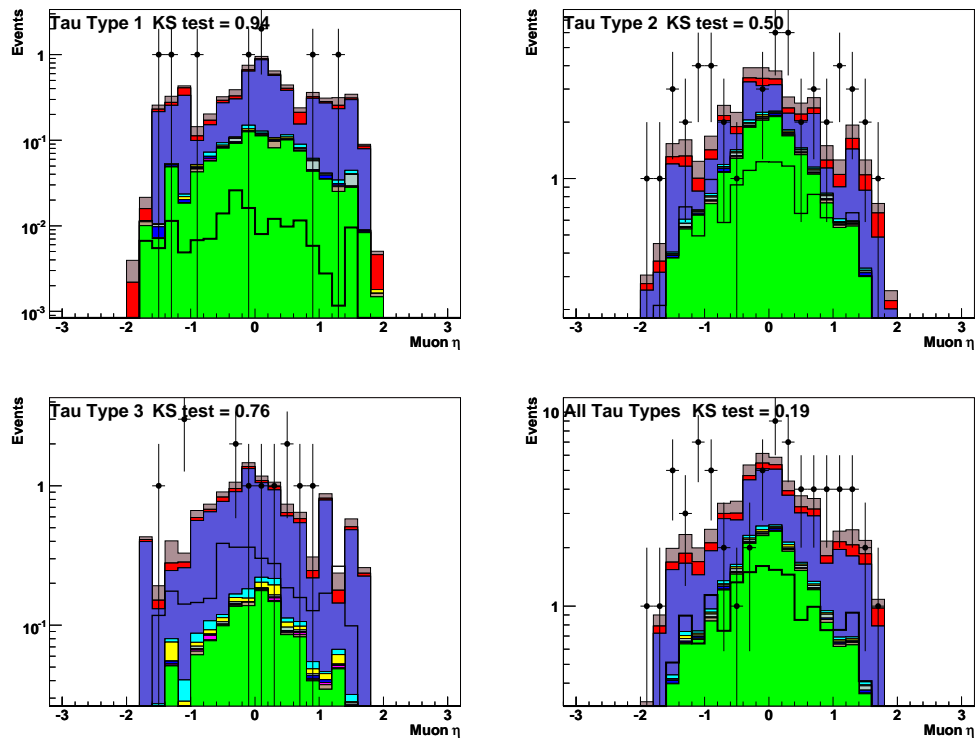 Tau Type 1 KS test = 0.94
Events
1
10^-1
10^-2
10^-3
-3 -2 -1 0 1 2 3
Muon η
Tau Type 2 KS test = 0.50
Events
1
-3 -2 -1 0 1 2 3
Muon η
Tau Type 3 KS test = 0.76
Events
1
10^-1
-3 -2 -1 0 1 2 3
Muon η
All Tau Types KS test = 0.19
Events
10
1
-3 -2 -1 0 1 2 3
Muon η